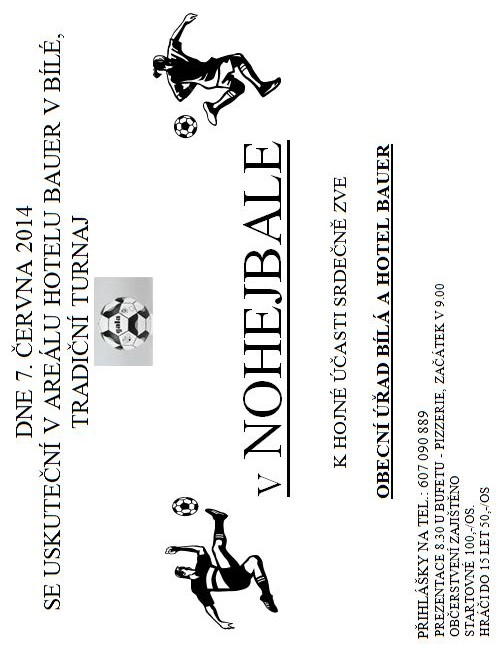 DNE 7. ČERVNA 2014
SE USKUTEČNÍ V AREÁLU HOTELU BAUER V BÍLÉ,
TRADIČNÍ TURNAJ
gala
V NOHEJBALE
K HOJNÉ ÚČASTI SRDEČNĚ ZVE
OBECNÍ ÚŘAD BÍLÁ A HOTEL BAUER
PŘIHLÁŠKY NA TEL.: 607 090 889
PREZENTACE 8.30 U BUFETU - PIZZERIE, ZAČÁTEK V 9.00
OBČERSTVENÍ ZAJIŠTĚNO
STARTOVNÉ 100,-/OS.
HRÁČI DO 15 LET 50,-/OS